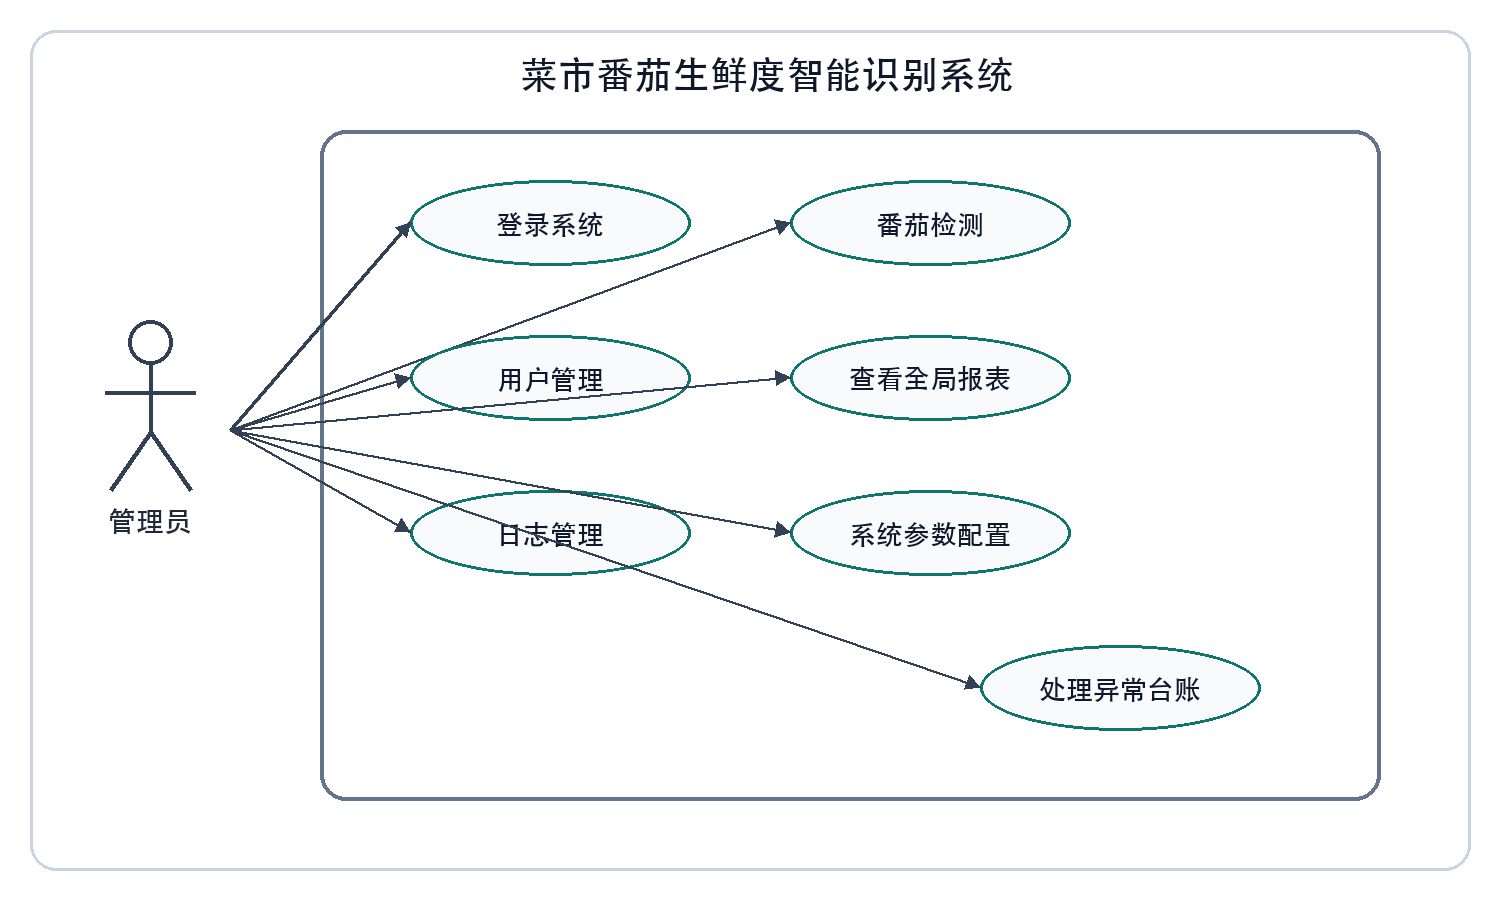 菜市番茄生鲜度智能识别系统
登录系统
番茄检测
用户管理
查看全局报表
管理员
日志管理
系统参数配置
处理异常台账